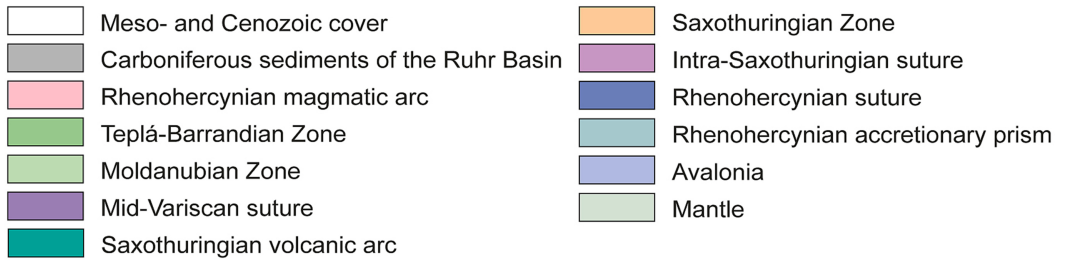 Meso- and Cenozoic cover
Carboniferous sediments of the Ruhr Basin
Rhenohercynian magmatic arc
Teplá-Barrandian Zone
Moldanubian Zone
Mid-Variscan suture
Saxothuringian volcanic arc
Saxothuringian Zone
Intra-Saxothuringian suture
Rhenohercynian suture
Rhenohercynian accretionary prism
Avalonia
Mantle